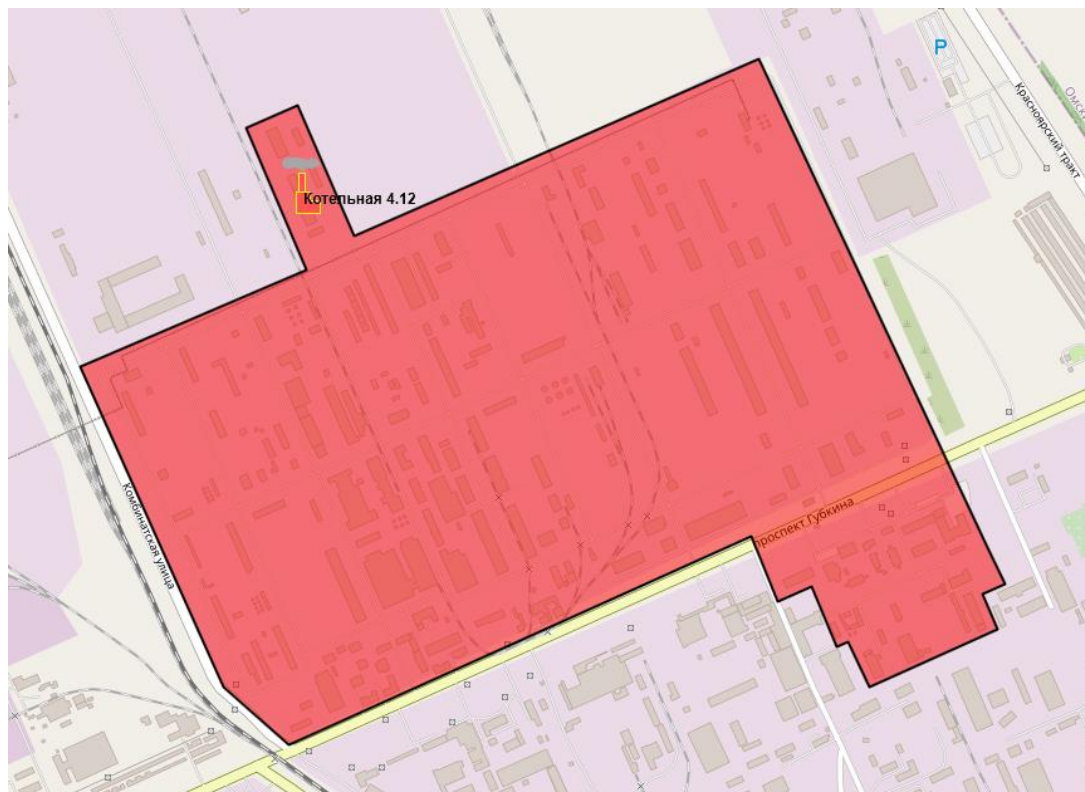 P
Красноярский тракт
Омск
Котельная 4.12
Комбинатская улица
проспект Губкина